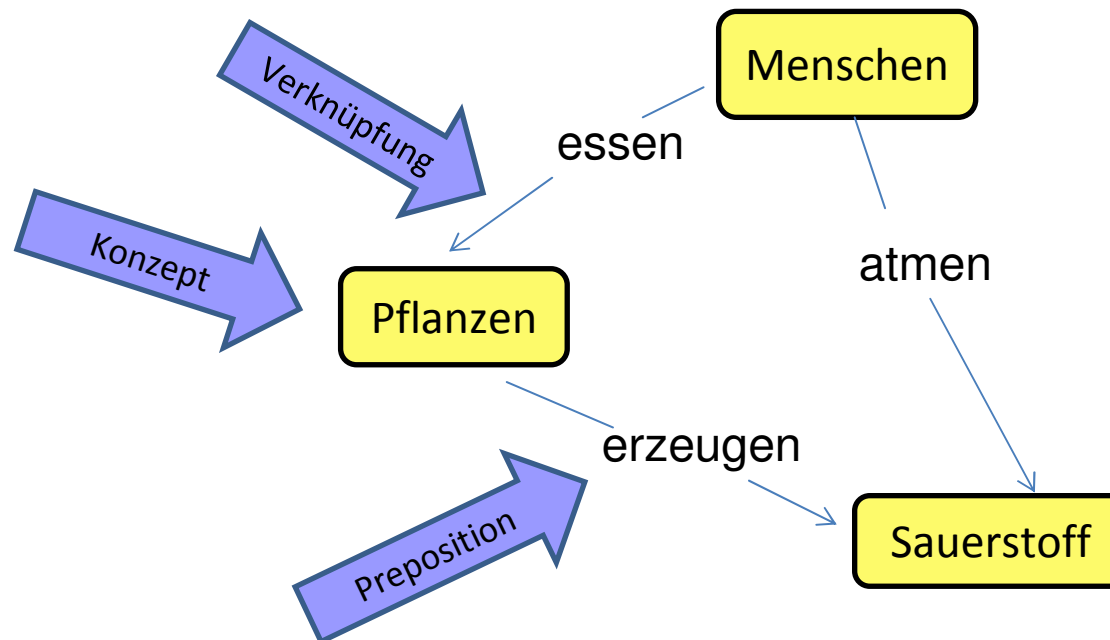 Menschen
Verknüpfung
essen
Konzept
atmen
Pflanzen
erzeugen
Preposition
Sauerstoff